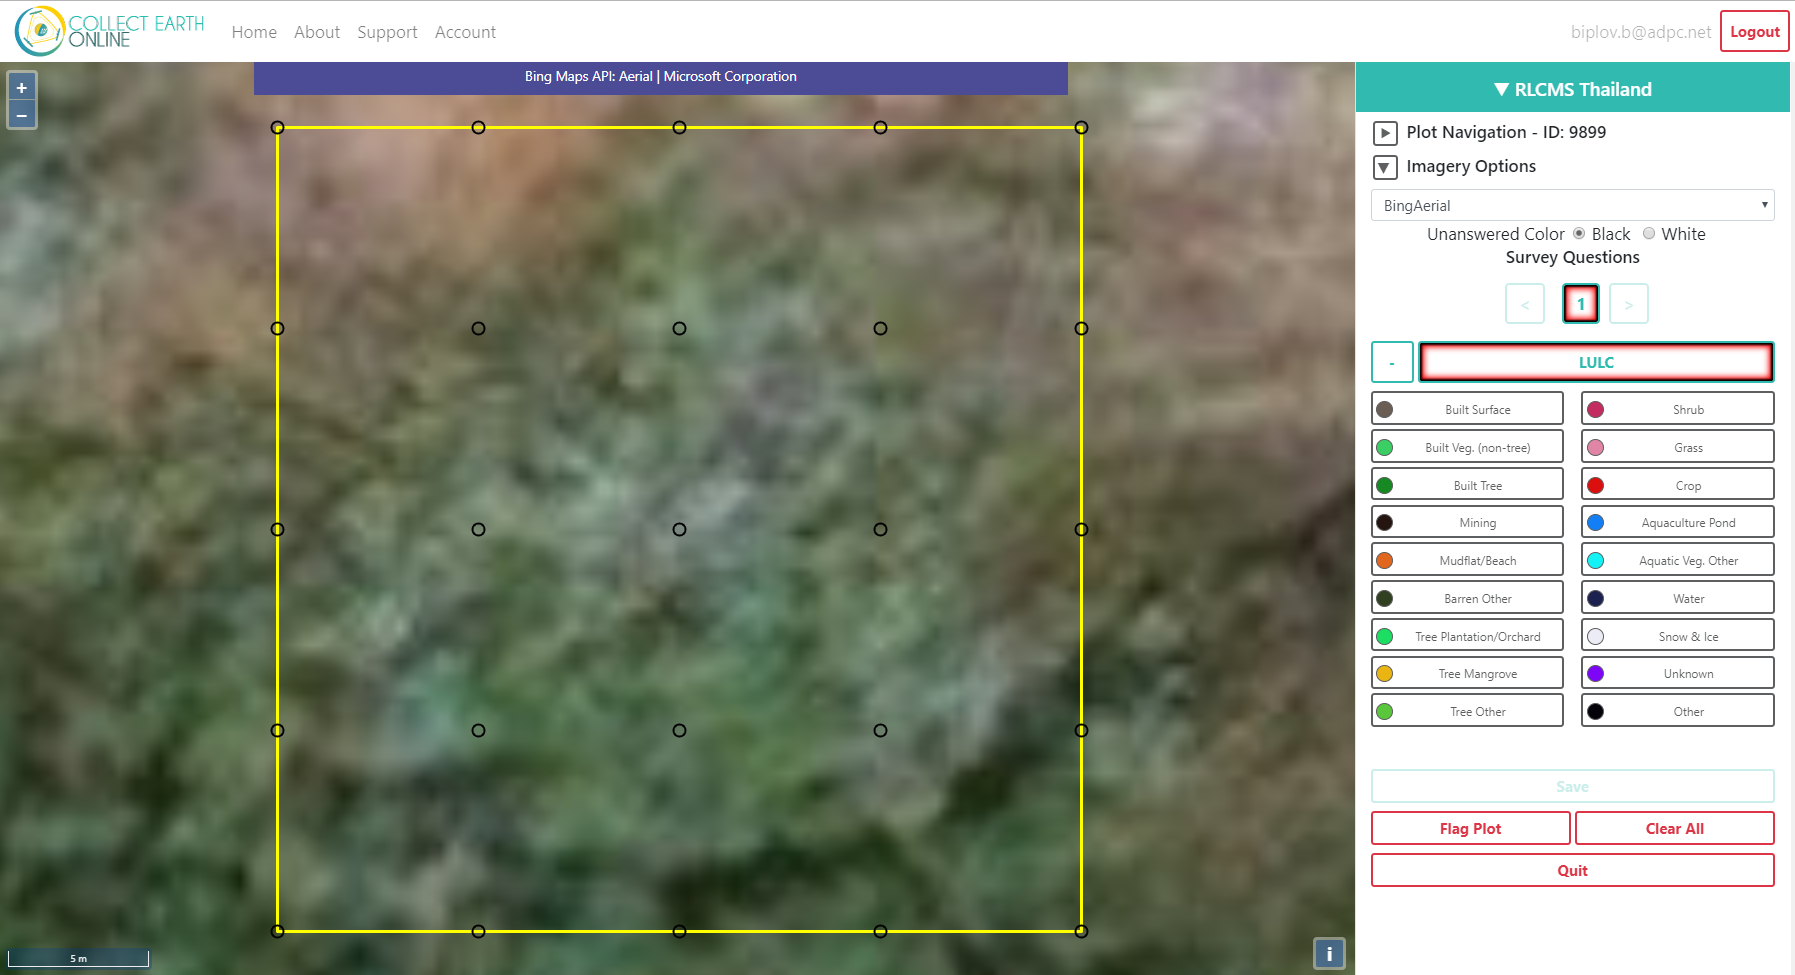 COLLECT EARTH
ONLINE
Home About Support Account
biplov.b@adpc.net
Logout
+
-
Bing Maps API: Aerial | Microsoft Corporation
▼ RLCMS Thailand
Plot Navigation - ID: 9899
Imagery Options
BingAerial
Unanswered Color Black White
Survey Questions
< 1 >
- LULC
Built Surface Shrub
Built Veg. (non-tree) Grass
Built Tree Crop
Mining Aquaculture Pond
Mudflat/Beach Aquatic Veg. Other
Barren Other Water
Tree Plantation/Orchard Snow & Ice
Tree Mangrove Unknown
Tree Other Other
Save
Flag Plot Clear All
Quit
5 m
i